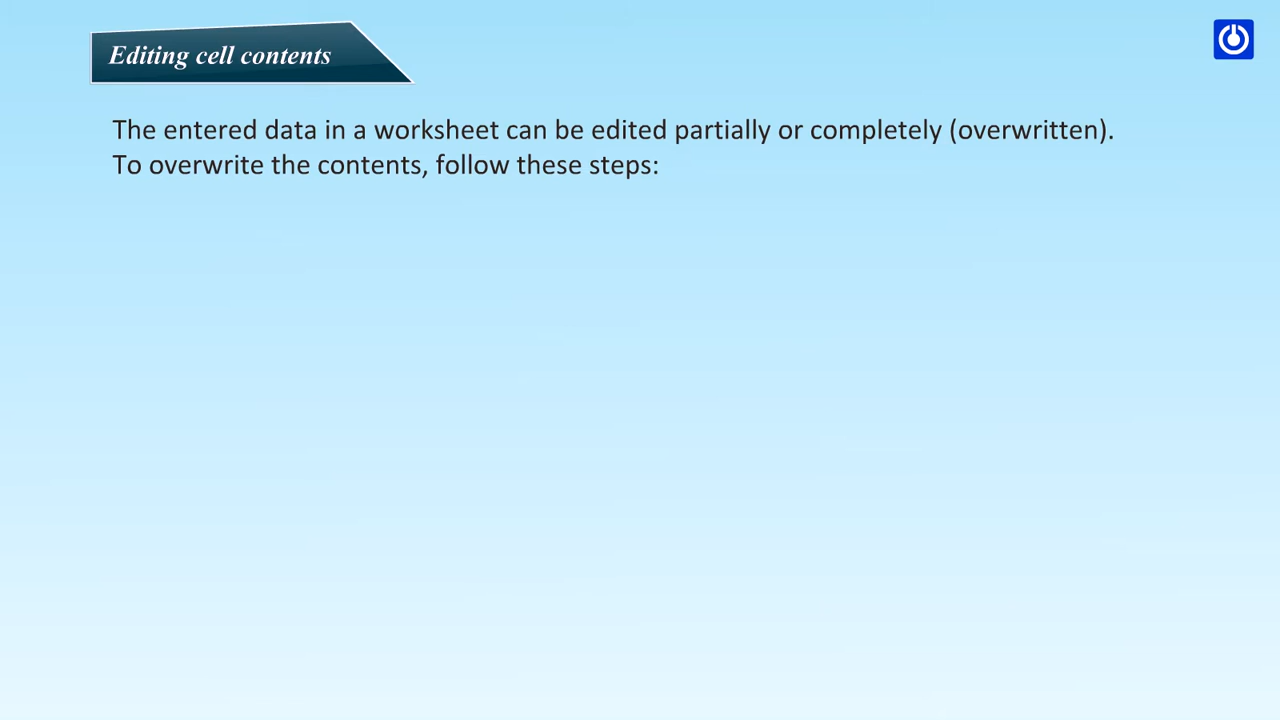 Editing cell contents
The entered data in a worksheet can be edited partially or completely (overwritten).
To overwrite the contents, follow these steps: